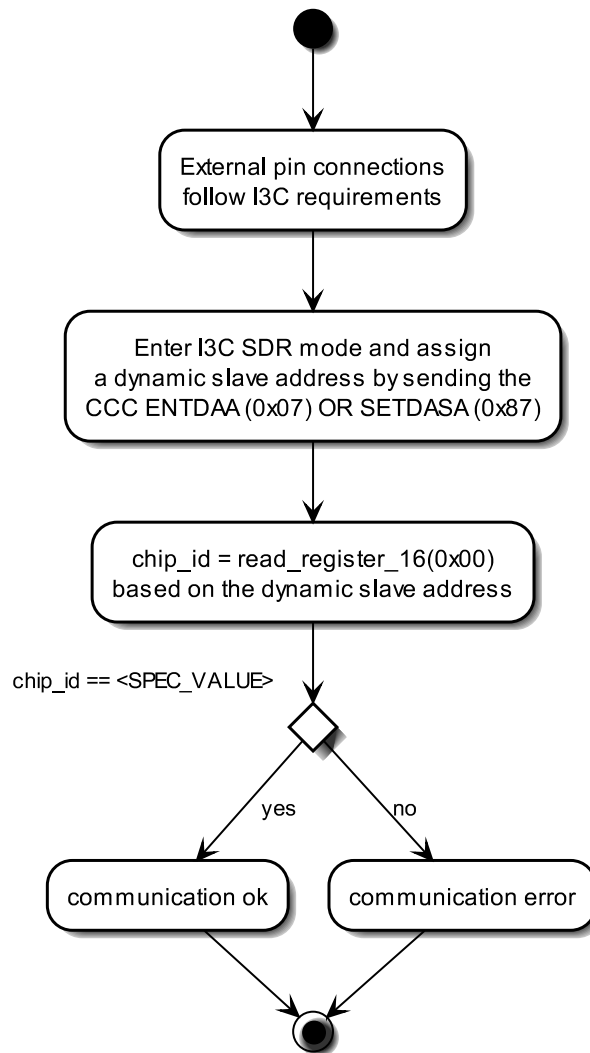 External pin connections
follow I3C requirements
Enter I3C SDR mode and assign
a dynamic slave address by sending the
CCC ENTDAA (0x07) OR SETDASA (0x87)
chip_id = read_register_16(0x00)
based on the dynamic slave address
chip_id == <SPEC_VALUE>
yes
no
communication ok
communication error